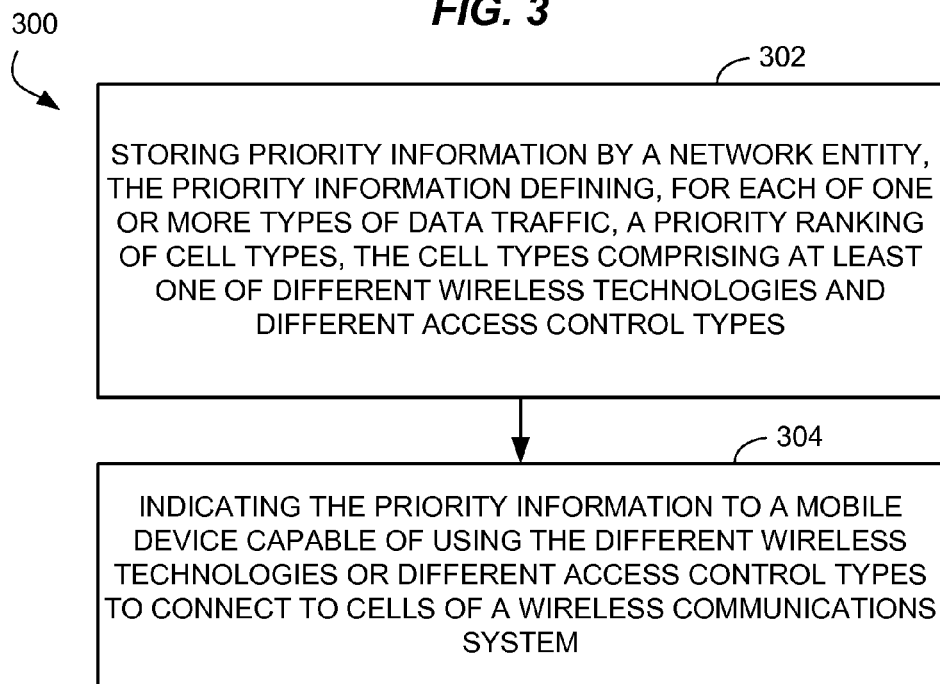 FIG. 3
300
302
STORING PRIORITY INFORMATION BY A NETWORK ENTITY,
THE PRIORITY INFORMATION DEFINING, FOR EACH OF ONE
OR MORE TYPES OF DATA TRAFFIC, A PRIORITY RANKING
OF CELL TYPES, THE CELL TYPES COMPRISING AT LEAST
ONE OF DIFFERENT WIRELESS TECHNOLOGIES AND
DIFFERENT ACCESS CONTROL TYPES
304
INDICATING THE PRIORITY INFORMATION TO A MOBILE
DEVICE CAPABLE OF USING THE DIFFERENT WIRELESS
TECHNOLOGIES OR DIFFERENT ACCESS CONTROL TYPES
TO CONNECT TO CELLS OF A WIRELESS COMMUNICATIONS
SYSTEM